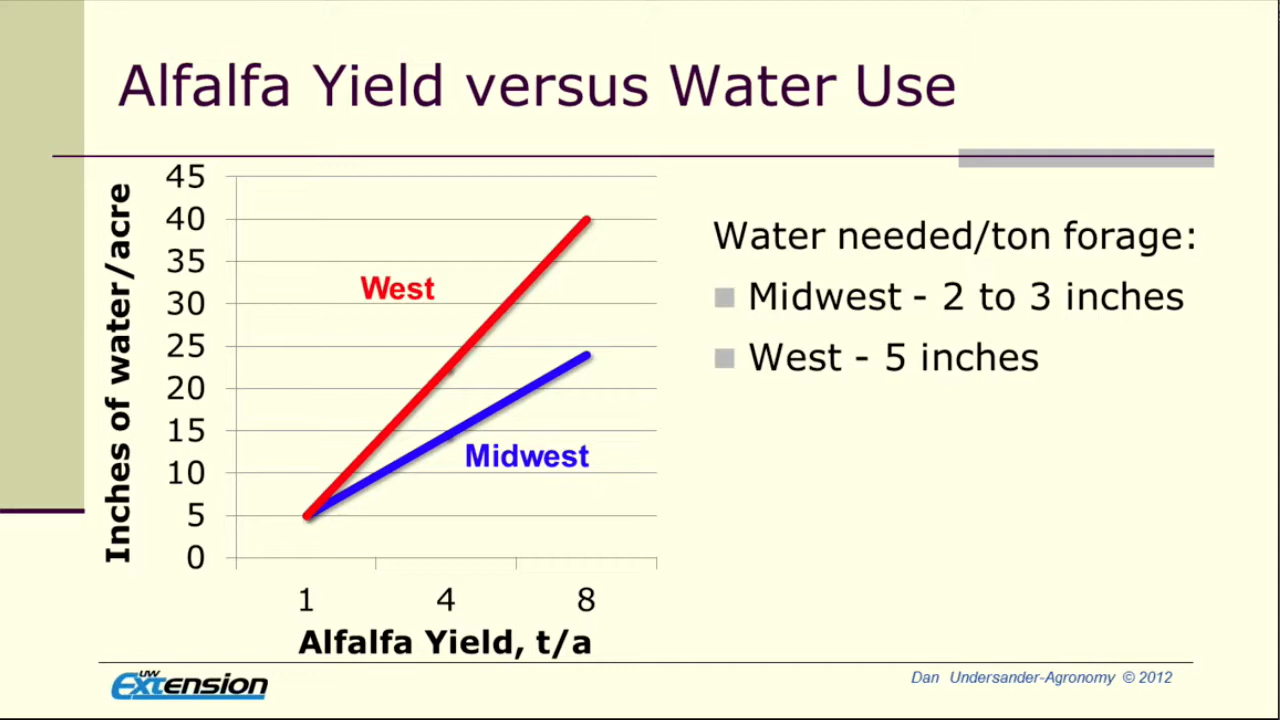 Alfalfa Yield versus Water Use
45
40
35
30
25
20
15
10
5
0
Inches of water/acre
West
Midwest
1 4 8
Alfalfa Yield, t/a
Water needed/ton forage:
Midwest - 2 to 3 inches
West - 5 inches
UW
Extension
Dan Undersander-Agronomy © 2012